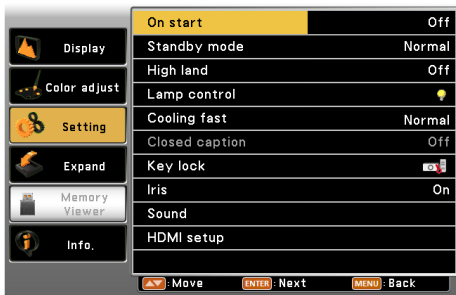 Display
Color adjust
Setting
Expand
Memory
Viewer
Info.
On start Off
Standby mode Normal
High land Off
Lamp control
Cooling fast Normal
Closed caption Off
Key lock
Iris On
Sound
HDMI setup
:Move ENTER :Next MENU :Back